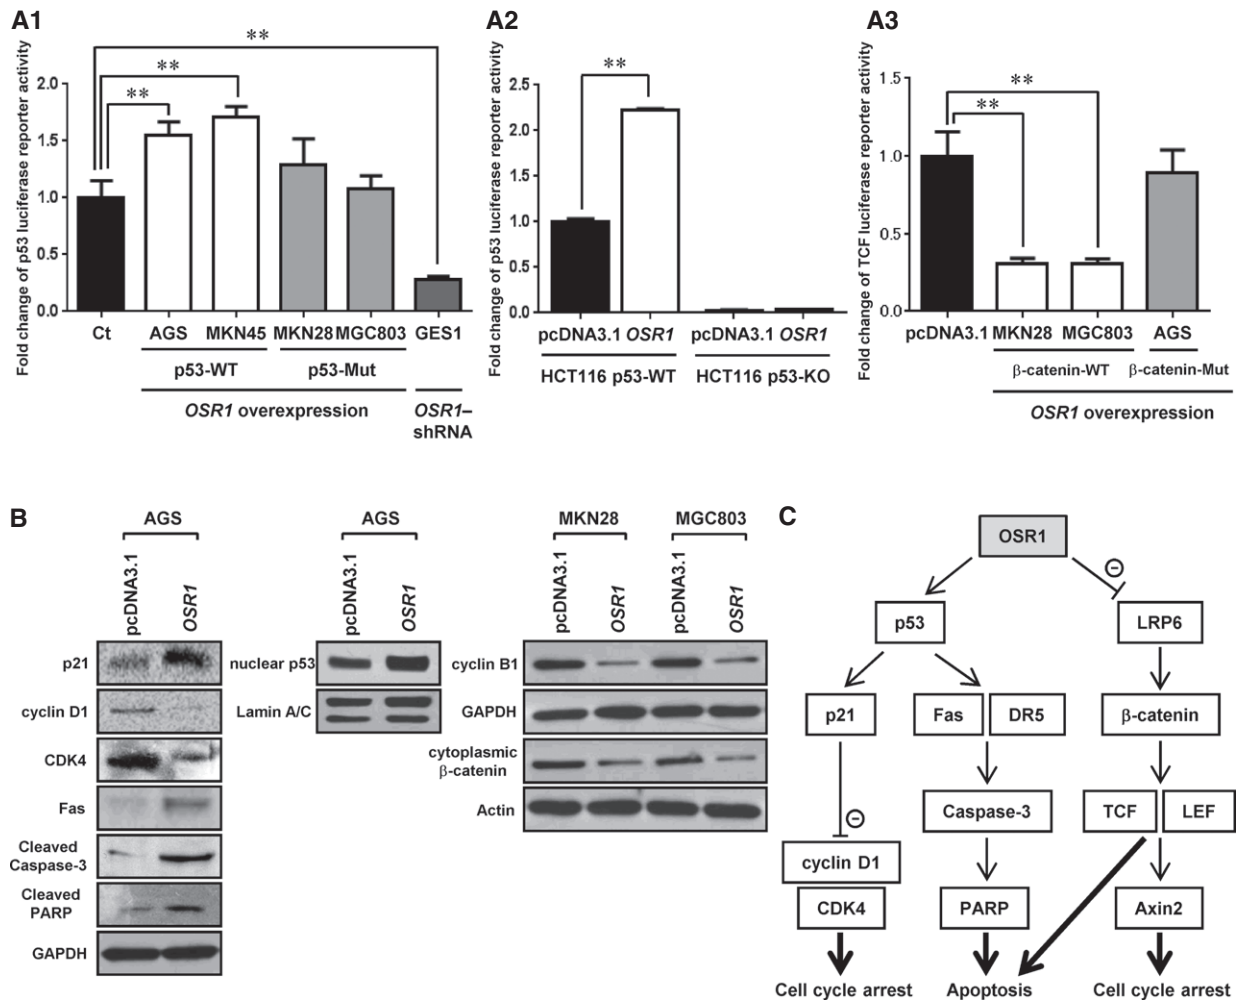 A1
Fold change of p53 luciferase reporter activity
2.0
1.5
1.0
0.5
0.0
**
**
**
Ct
AGS
MKN45
MKN28
MGC803
GES1
p53-WT
p53-Mut
OSR1 overexpression
OSR1–
shRNA
A2
Fold change of p53 luciferase reporter activity
2.5
2.0
1.5
1.0
0.5
0.0
**
pcDNA3.1
OSR1
pcDNA3.1
OSR1
HCT116 p53-WT
HCT116 p53-KO
A3
Fold change of TCF luciferase reporter activity
1.5
1.0
0.5
0.0
**
**
pcDNA3.1
MKN28
MGC803
AGS
β-catenin-WT
β-catenin-Mut
OSR1 overexpression
B
AGS
pcDNA3.1
OSR1
p21
cyclin D1
CDK4
Fas
Cleaved
Caspase-3
Cleaved
PARP
GAPDH
AGS
pcDNA3.1
OSR1
nuclear p53
Lamin A/C
MKN28
MGC803
pcDNA3.1
OSR1
pcDNA3.1
OSR1
cyclin B1
GAPDH
cytoplasmic
β-catenin
Actin
C
OSR1
p53
LRP6
p21
Fas
DR5
β-catenin
Caspase-3
TCF
LEF
cyclin D1
CDK4
PARP
Axin2
Cell cycle arrest
Apoptosis
Cell cycle arrest